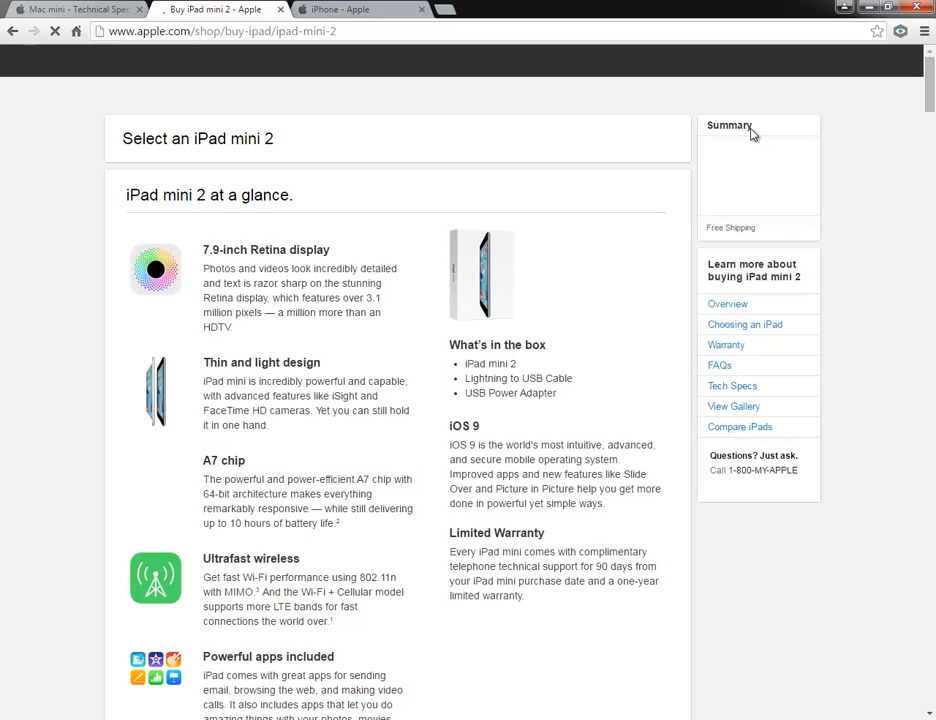 Mac mini - Technical Spec
Buy iPad mini 2 - Apple
iPhone - Apple
www.apple.com/shop/buy-ipad/ipad-mini-2
Select an iPad mini 2
iPad mini 2 at a glance.
7.9-inch Retina display
Photos and videos look incredibly detailed
and text is razor sharp on the stunning
Retina display, which features over 3.1
million pixels — a million more than an
HDTV.
Thin and light design
iPad mini is incredibly powerful and capable,
with advanced features like iSight and
FaceTime HD cameras. Yet you can still hold
it in one hand.
A7 chip
The powerful and power-efficient A7 chip with
64-bit architecture makes everything
remarkably responsive — while still delivering
up to 10 hours of battery life.²
Ultrafast wireless
Get fast Wi-Fi performance using 802.11n
with MIMO.³ And the Wi-Fi + Cellular model
supports more LTE bands for fast
connections the world over.¹
Powerful apps included
iPad comes with great apps for sending
email, browsing the web, and making video
calls. It also includes apps that let you do
amazing things with your photos, movies,
What's in the box
• iPad mini 2
• Lightning to USB Cable
• USB Power Adapter
iOS 9
iOS 9 is the world's most intuitive, advanced,
and secure mobile operating system.
Improved apps and new features like Slide
Over and Picture in Picture help you get more
done in powerful yet simple ways.
Limited Warranty
Every iPad mini comes with complimentary
telephone technical support for 90 days from
your iPad mini purchase date and a one-year
limited warranty.
Summary
Free Shipping
Learn more about
buying iPad mini 2
Overview
Choosing an iPad
Warranty
FAQs
Tech Specs
View Gallery
Compare iPads
Questions? Just ask.
Call 1-800-MY-APPLE